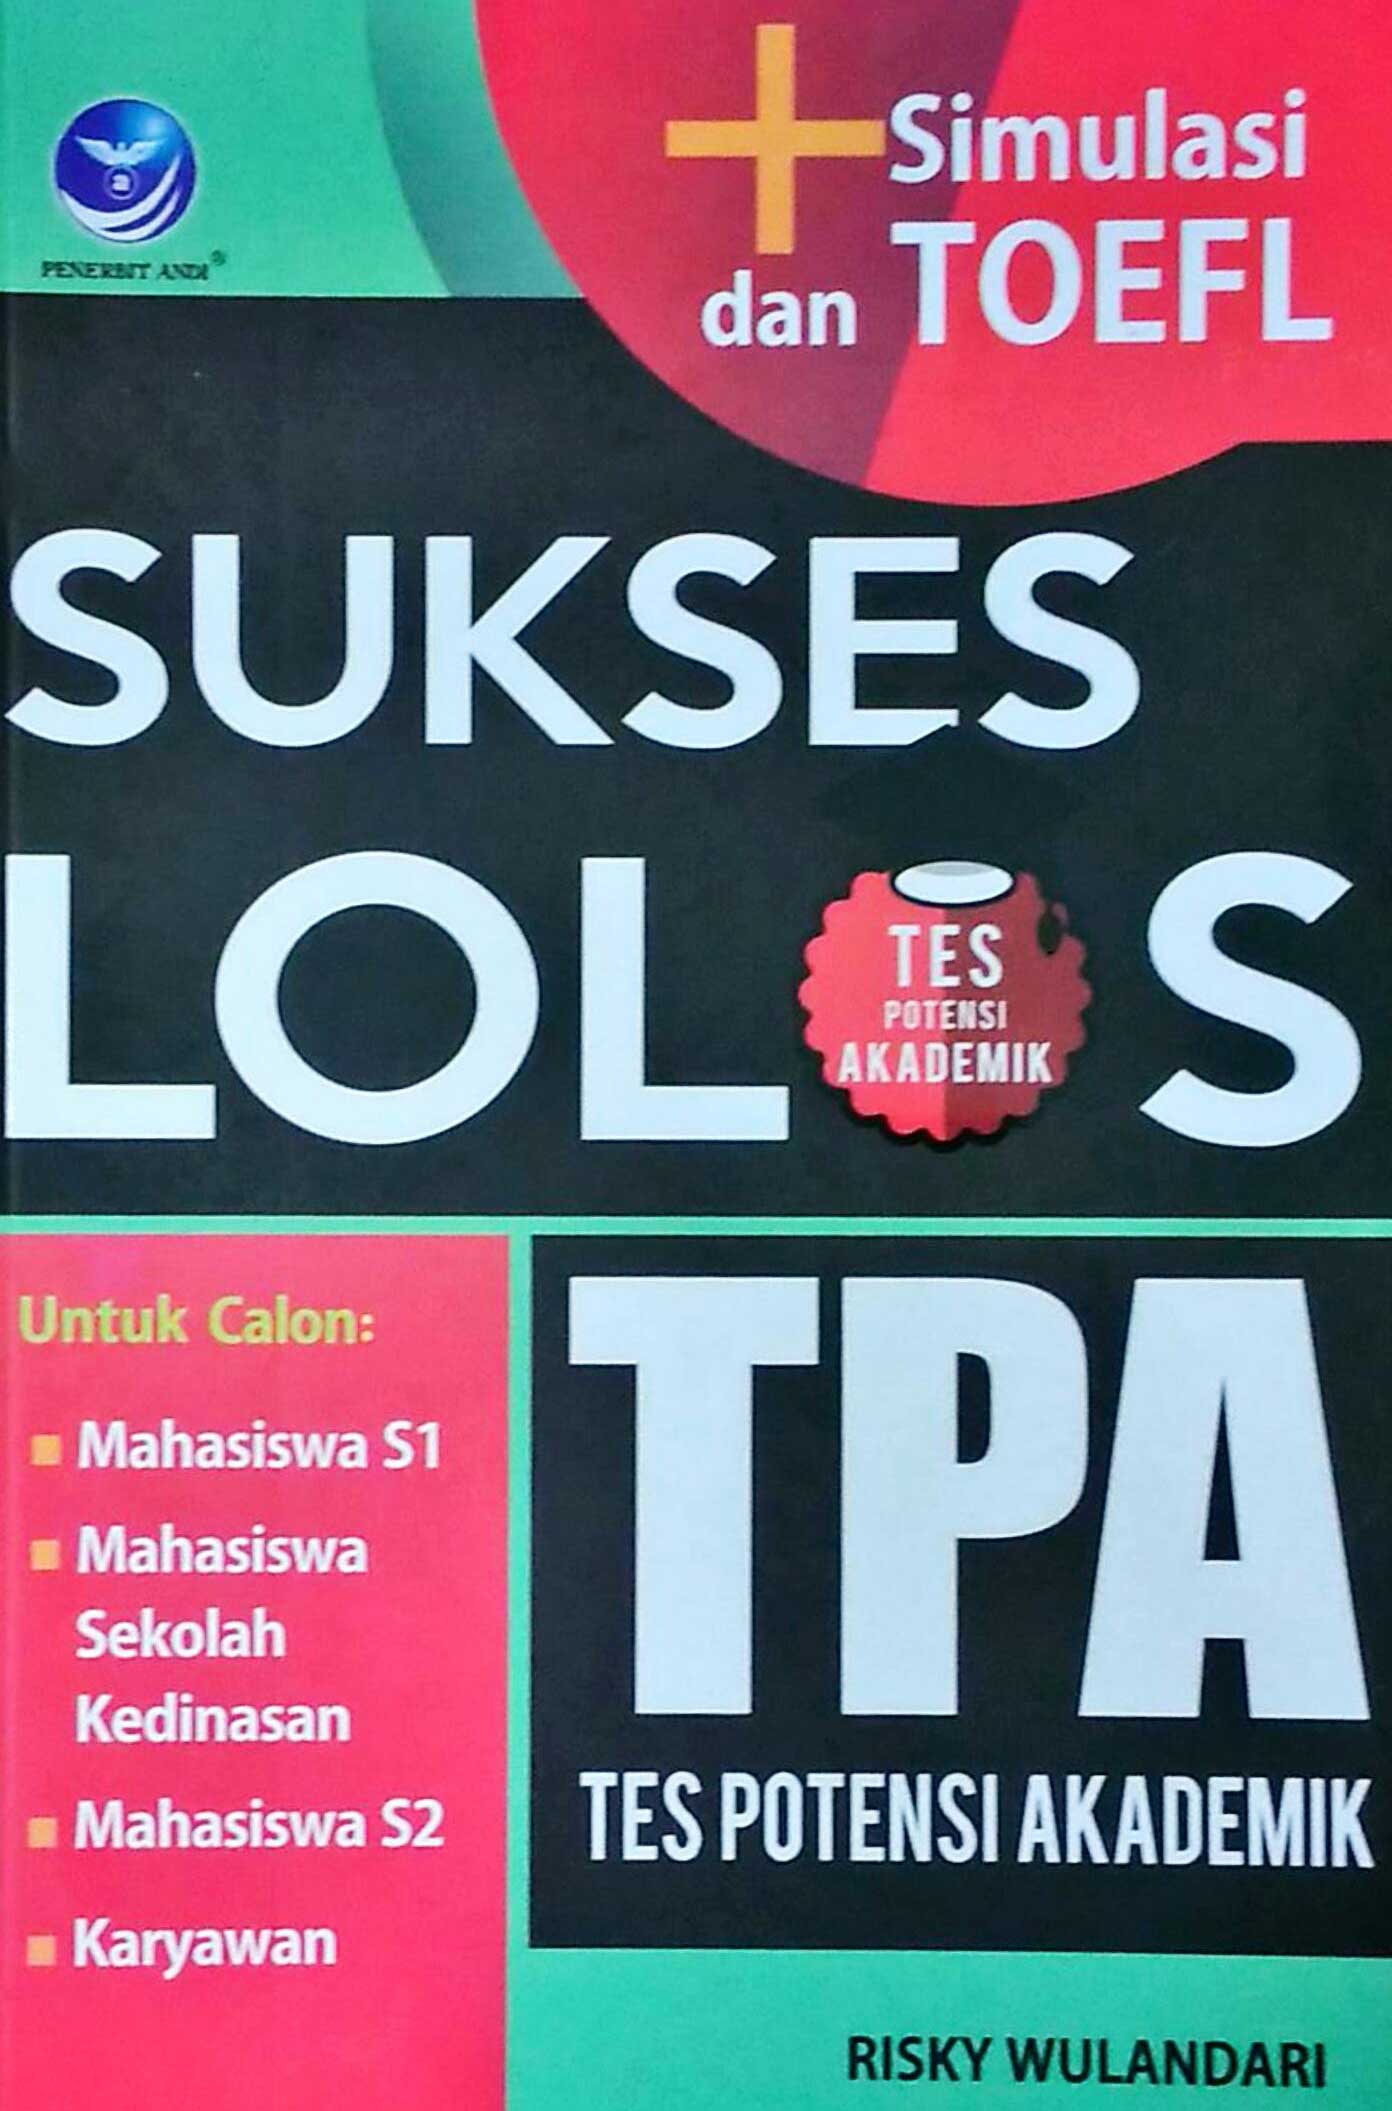 PENERBIT ANDI®
+ Simulasi
dan TOEFL
SUKSES
LOL S
TES
POTENSI
AKADEMIK
Untuk Calon:
Mahasiswa S1
Mahasiswa
Sekolah
Kedinasan
Mahasiswa S2
Karyawan
TPA
TES POTENSI AKADEMIK
RISKY WULANDARI